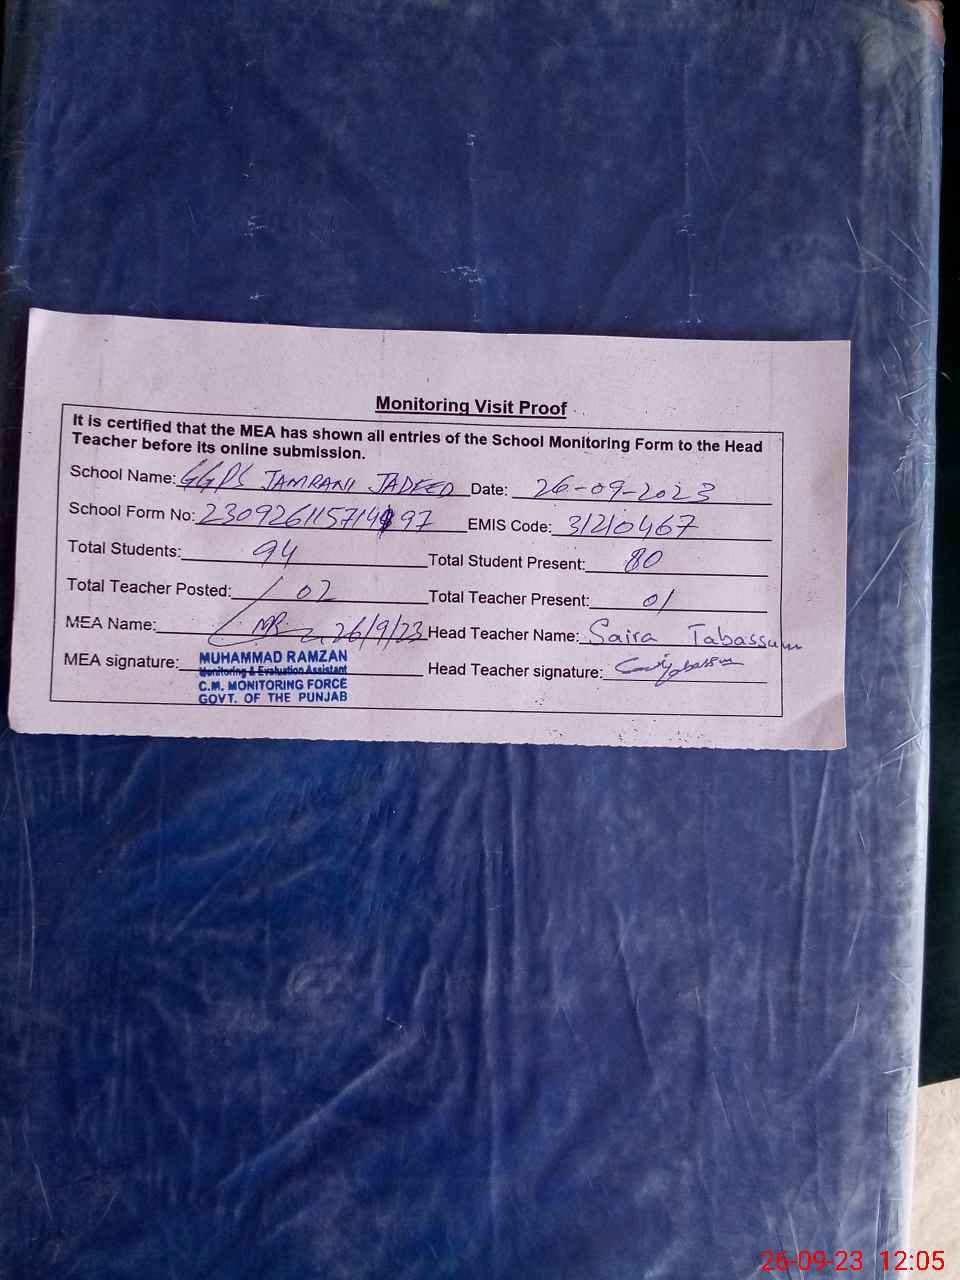 Monitoring Visit Proof
It is certified that the MEA has shown all entries of the School Monitoring Form to the Head
Teacher before its online submission.
School Name: GGPS JAMRANI JADEED Date: 26-09-2023
School Form No: EMIS Code: 31210467
Total Students: 94 Total Student Present: 80
Total Teacher Posted: 02 Total Teacher Present: 01
MEA Name: 26/9/23 Head Teacher Name: Saira Tabassum
MEA signature: Head Teacher signature:
MUHAMMAD RAMZAN
Monitoring & Evaluation Assistant
C.M. MONITORING FORCE
GOVT. OF THE PUNJAB
26-09-23 12:05